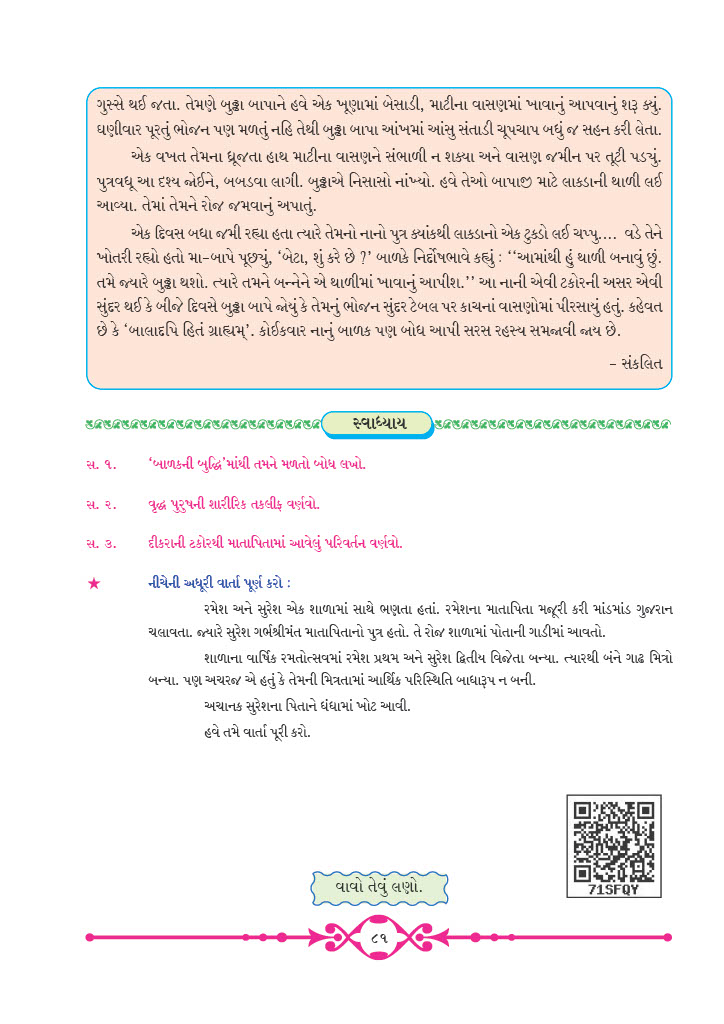 ગુસ્સે થઈ જતા. તેમણે બુઢ્ઢા બાપાને હવે એક ખૂણામાં બેસાડી, માટીના વાસણમાં ખાવાનું આપવાનું શરૂ કર્યું.
ઘણીવાર પૂરતું ભોજન પણ મળતું નહિ તેથી બુઢ્ઢા બાપા આંખમાં આંસુ સંતાડી ચૂપચાપ બધું જ સહન કરી લેતા.
એક વખત તેમના ધ્રૂજતા હાથ માટીના વાસણને સંભાળી ન શક્યા અને વાસણ જમીન પર તૂટી પડ્યું.
પુત્રવધૂ આ દશ્ય જોઈને, બબડવા લાગી. બુઢ્ઢાએ નિસાસો નાંખ્યો. હવે તેઓ બાપાજી માટે લાકડાની થાળી લઈ
આવ્યા. તેમાં તેમને રોજ જમવાનું અપાતું.
એક દિવસ બધા જમી રહ્યા હતા ત્યારે તેમનો નાનો પુત્ર ક્યાંકથી લાકડાનો એક ટુકડો લઈ ચપ્પુ.... વડે તેને
ખોતરી રહ્યો હતો મા-બાપે પૂછ્યું, ‘બેટા, શું કરે છે ?’ બાળકે નિર્દોષભાવે કહ્યું : ‘‘આમાંથી હું થાળી બનાવું છું.
તમે જ્યારે બુઢ્ઢા થશો. ત્યારે તમને બન્નેને એ થાળીમાં ખાવાનું આપીશ.’’ આ નાની એવી ટકોરની અસર એવી
સુંદર થઈ કે બીજે દિવસે બુઢ્ઢા બાપે જોયું કે તેમનું ભોજન સુંદર ટેબલ પર કાચનાં વાસણોમાં પીરસાયું હતું. કહેવત
છે કે ‘બાલાદપિ હિતં ગ્રાહ્યમ્’. કોઈકવાર નાનું બાળક પણ બોધ આપી સરસ રહસ્ય સમજાવી જાય છે.
– સંકલિત
સ્વાધ્યાય
સ. ૧. ‘બાળકની બુદ્ધિ’માંથી તમને મળતો બોધ લખો.
સ. ૨. વૃદ્ધ પુરુષની શારીરિક તકલીફ વર્ણવો.
સ. ૩. દીકરાની ટકોરથી માતાપિતામાં આવેલું પરિવર્તન વર્ણવો.
★ નીચેની અધૂરી વાર્તા પૂર્ણ કરો :
રમેશ અને સુરેશ એક શાળામાં સાથે ભણતા હતાં. રમેશના માતાપિતા મજૂરી કરી માંડમાંડ ગુજરાન
ચલાવતા. જ્યારે સુરેશ ગર્ભશ્રીમંત માતાપિતાનો પુત્ર હતો. તે રોજ શાળામાં પોતાની ગાડીમાં આવતો.
શાળાના વાર્ષિક રમતોત્સવમાં રમેશ પ્રથમ અને સુરેશ દ્વિતીય વિજેતા બન્યા. ત્યારથી બંને ગાઢ મિત્રો
બન્યા. પણ અચરજ એ હતું કે તેમની મિત્રતામાં આર્થિક પરિસ્થિતિ બાધારૂપ ન બની.
અચાનક સુરેશના પિતાને ધંધામાં ખોટ આવી.
હવે તમે વાર્તા પૂરી કરો.
71SFQY
વાવો તેવું લણો.
૮૧